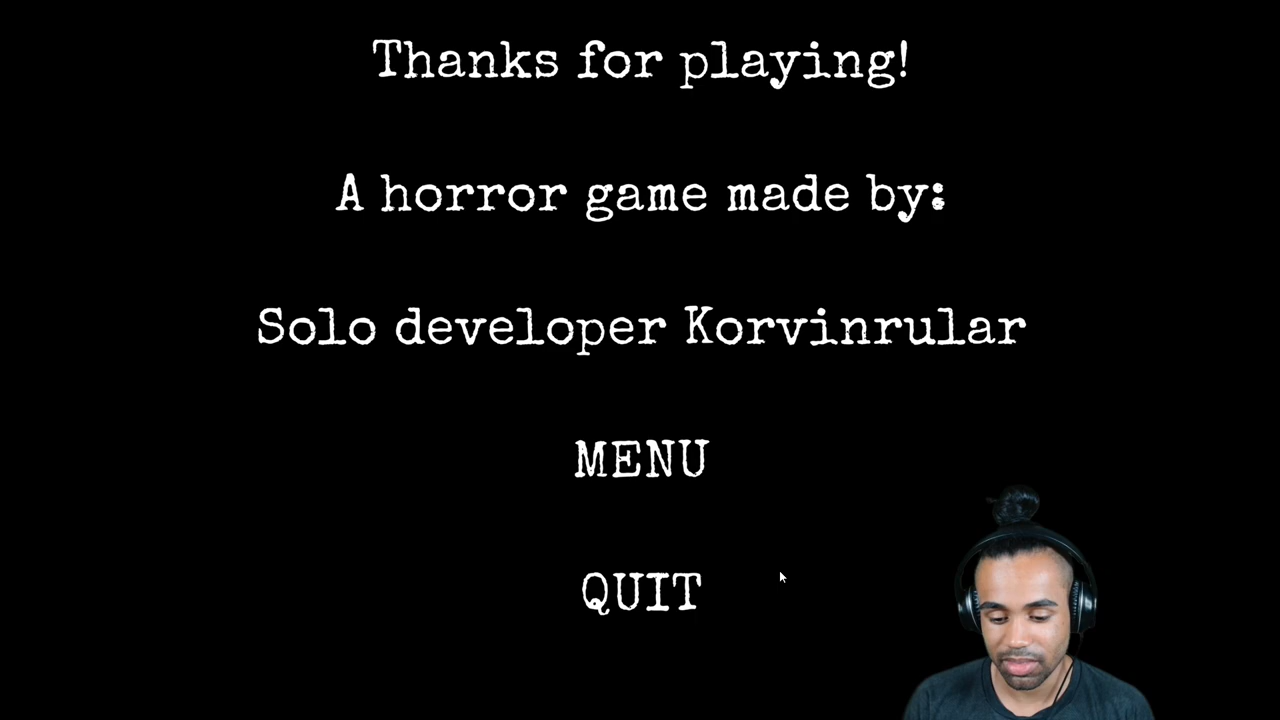 Thanks for playing!
A horror game made by:
Solo developer Korvinrular
MENU
QUIT